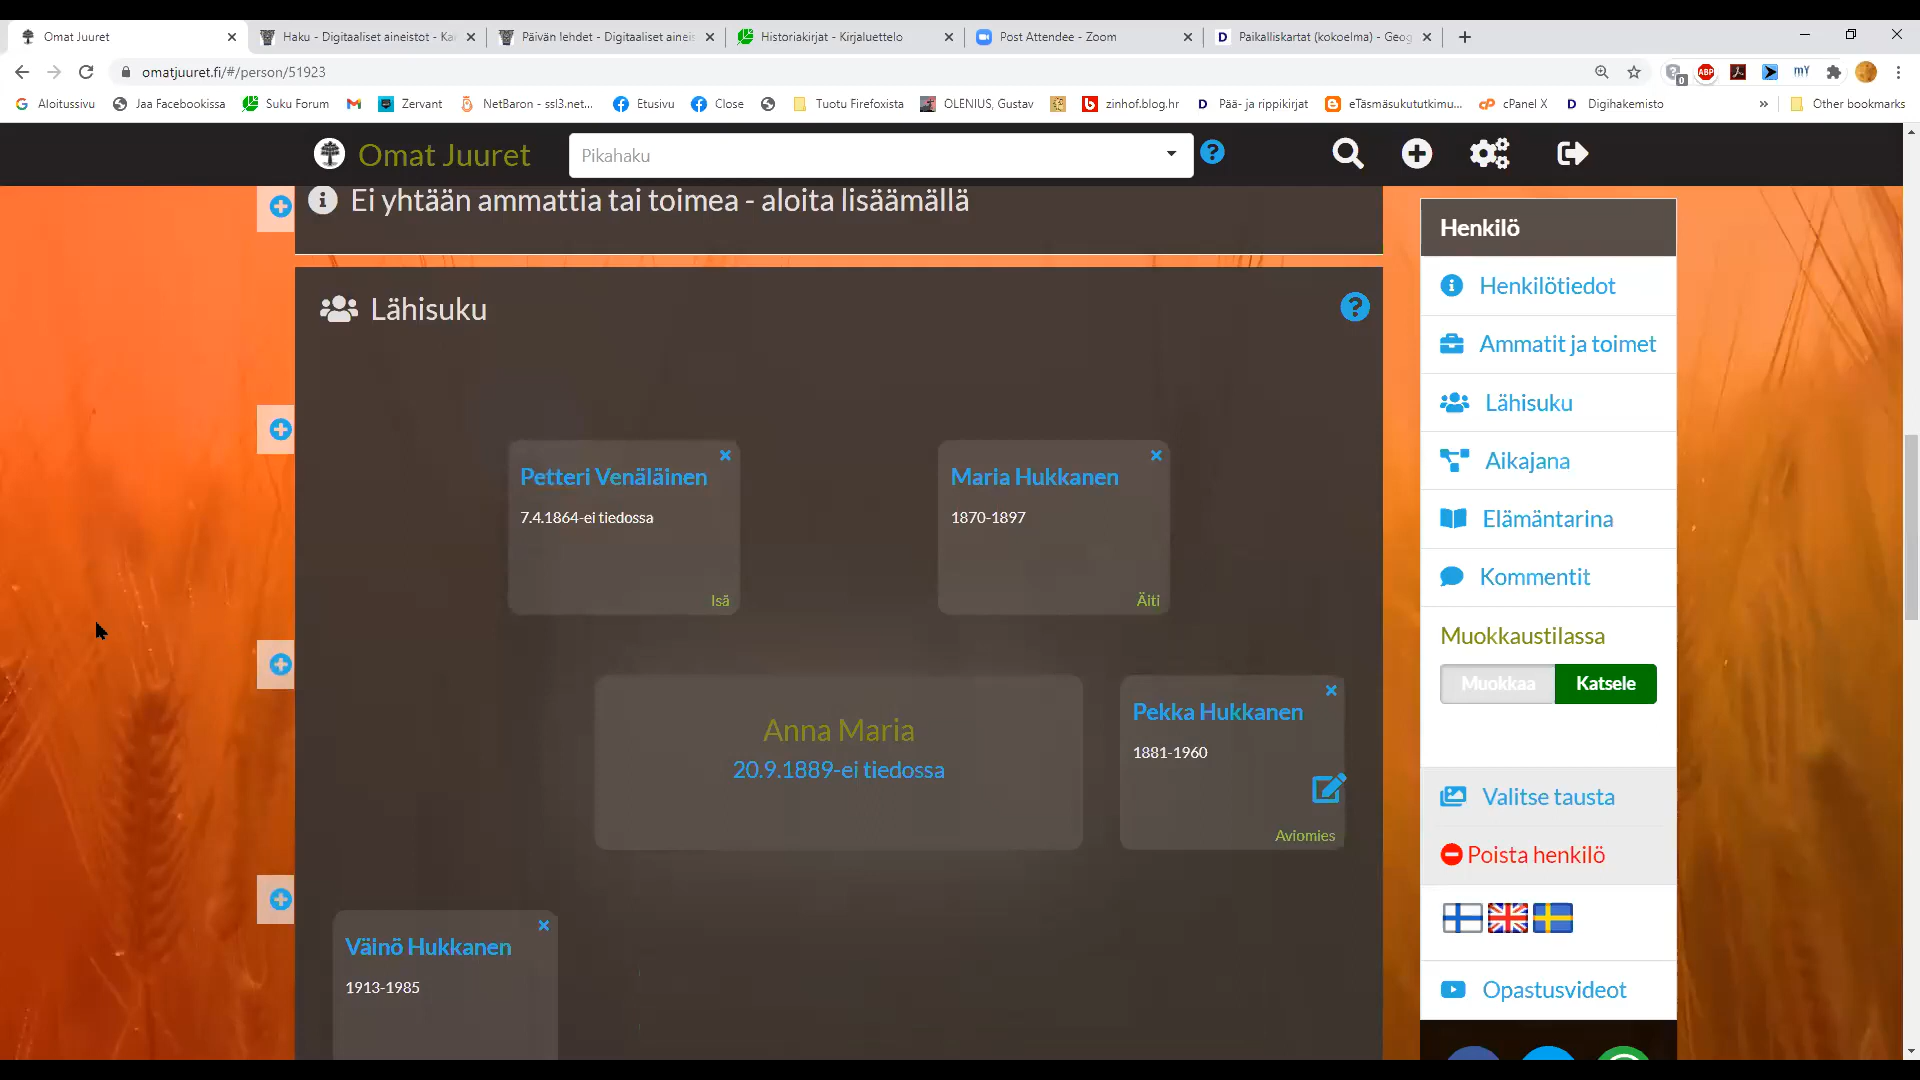 Omat Juuret
Haku - Digitaaliset aineistot - Ka
Päivän lehdet - Digitaaliset aineis
Historiakirjat - Kirjaluettelo
Post Attendee - Zoom
Paikalliskartat (kokoelma) - Geog
omatjuuret.fi/#/person/51923
0
ABP
mY
Aloitussivu
Jaa Facebookissa
Suku Forum
Zervant
NetBaron - ssl3.net...
Etusivu
Close
Tuotu Firefoxista
OLENIUS, Gustav
zinhof.blog.hr
Pää- ja rippikirjat
eTäsmäsukututkimu...
cPanel X
Digihakemisto
»
Other bookmarks
Omat Juuret
Pikahaku
Ei yhtään ammattia tai toimea - aloita lisäämällä
Lähisuku
Petteri Venäläinen
7.4.1864-ei tiedossa
Isä
Maria Hukkanen
1870-1897
Äiti
Anna Maria
20.9.1889-ei tiedossa
Pekka Hukkanen
1881-1960
Aviomies
Väinö Hukkanen
1913-1985
Henkilö
Henkilötiedot
Ammatit ja toimet
Lähisuku
Aikajana
Elämäntarina
Kommentit
Muokkaustilassa
Muokkaa
Katsele
Valitse tausta
Poista henkilö
Opastusvideot